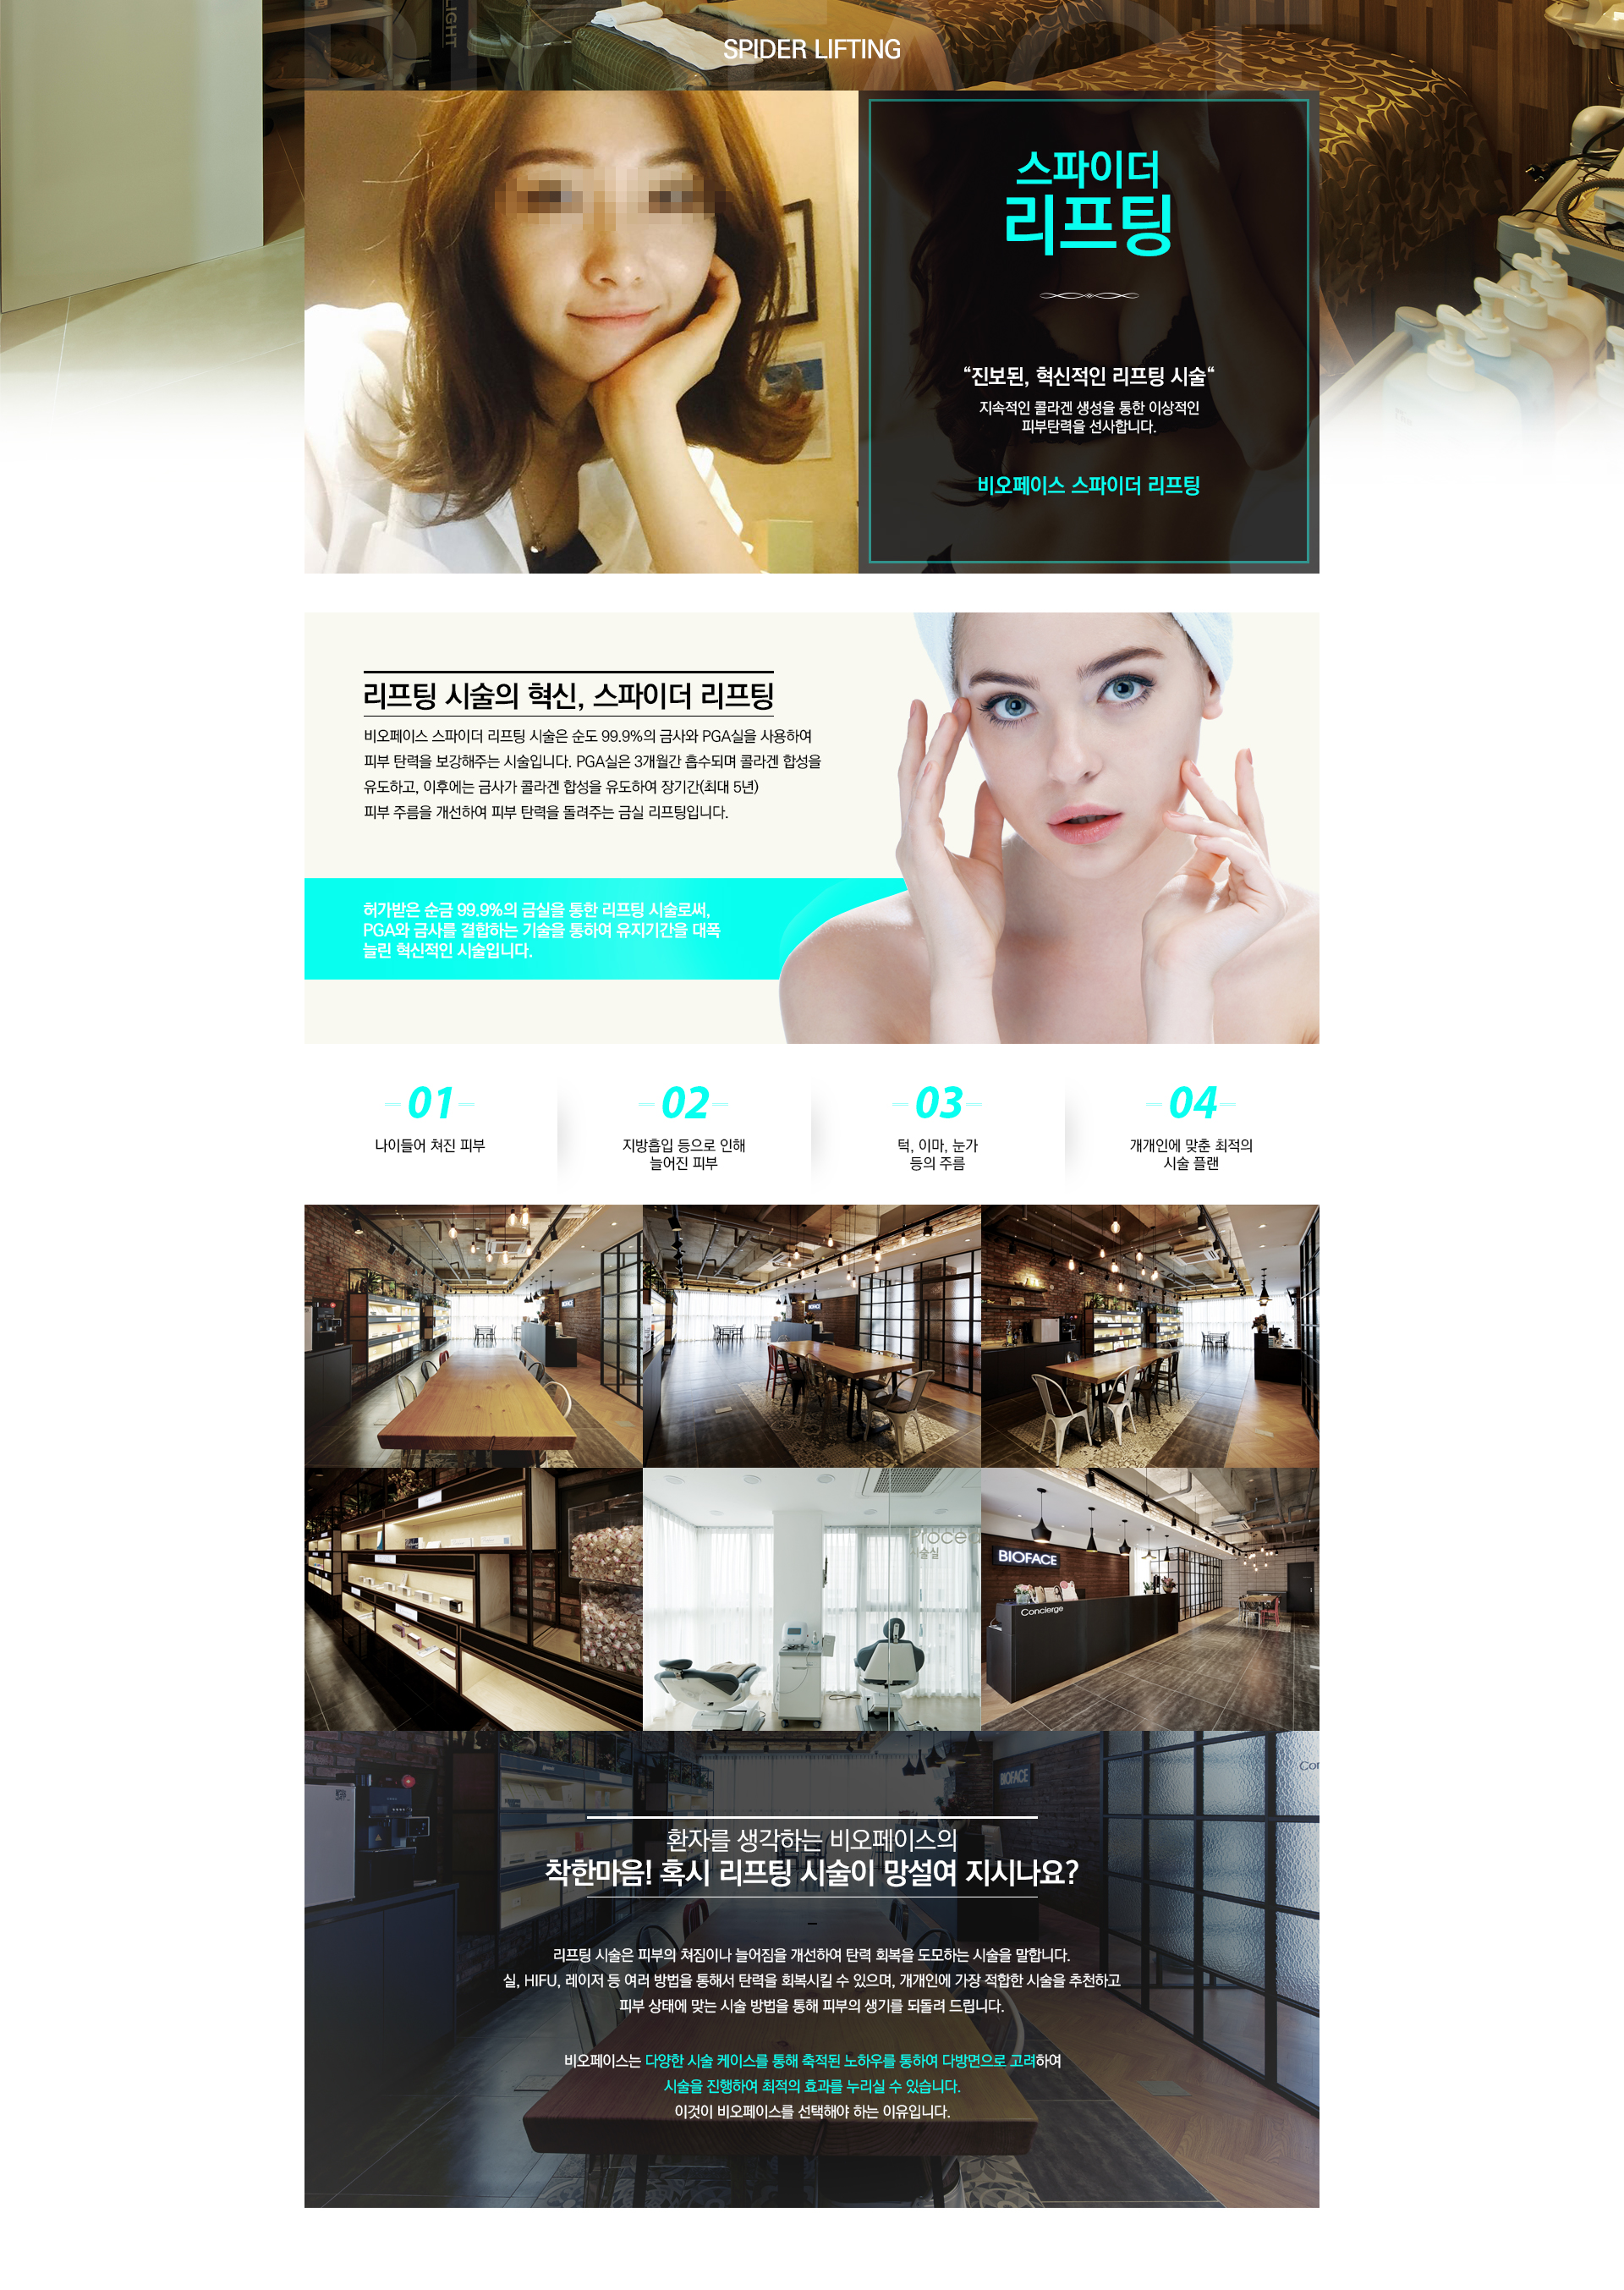 LIGHT
SPIDER LIFTING
스파이더
리프팅
“진보된, 혁신적인 리프팅 시술“
지속적인 콜라겐 생성을 통한 이상적인
피부탄력을 선사합니다.
비오페이스 스파이더 리프팅
리프팅 시술의 혁신, 스파이더 리프팅
비오페이스 스파이더 리프팅 시술은 순도 99.9%의 금사와 PGA실을 사용하여
피부 탄력을 보강해주는 시술입니다. PGA실은 3개월간 흡수되며 콜라겐 합성을
유도하고, 이후에는 금사가 콜라겐 합성을 유도하여 장기간(최대 5년)
피부 주름을 개선하여 피부 탄력을 돌려주는 금실 리프팅입니다.
허가받은 순금 99.9%의 금실을 통한 리프팅 시술로써,
PGA와 금사를 결합하는 기술을 통하여 유지기간을 대폭
늘린 혁신적인 시술입니다.
01
나이들어 쳐진 피부
02
지방흡입 등으로 인해
늘어진 피부
03
턱, 이마, 눈가
등의 주름
04
개개인에 맞춘 최적의
시술 플랜
BIOFACE
BIOFACE
Proced
시술실
BIOFACE
Concierge
BIOFACE
Con
환자를 생각하는 비오페이스의
착한마음! 혹시 리프팅 시술이 망설여 지시나요?
리프팅 시술은 피부의 쳐짐이나 늘어짐을 개선하여 탄력 회복을 도모하는 시술을 말합니다.
실, HIFU, 레이저 등 여러 방법을 통해서 탄력을 회복시킬 수 있으며, 개개인에 가장 적합한 시술을 추천하고
피부 상태에 맞는 시술 방법을 통해 피부의 생기를 되돌려 드립니다.
비오페이스는 다양한 시술 케이스를 통해 축적된 노하우를 통하여 다방면으로 고려하여
시술을 진행하여 최적의 효과를 누리실 수 있습니다.
이것이 비오페이스를 선택해야 하는 이유입니다.